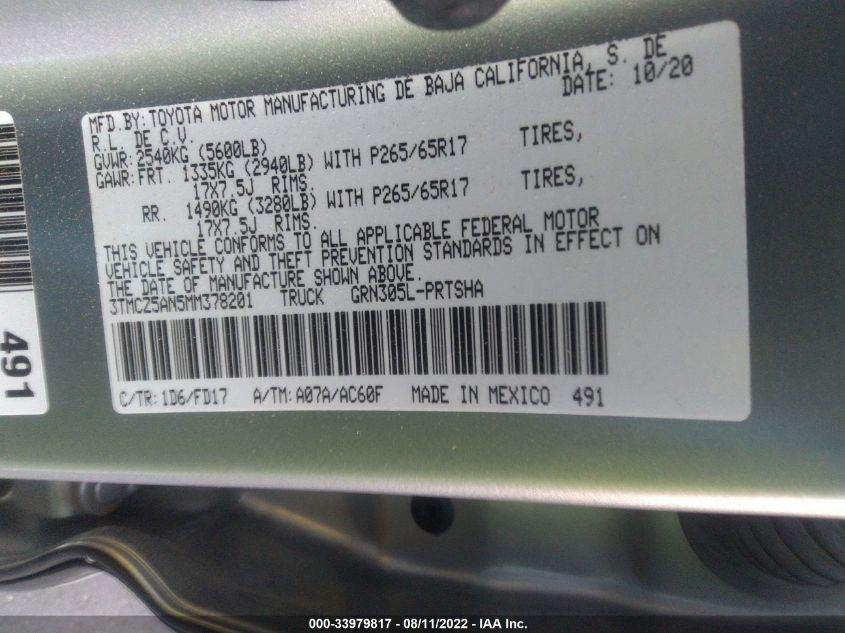 MFD.BY:TOYOTA MOTOR MANUFACTURING DE BAJA CALIFORNIA, S. DE
R.L. DE C.V. DATE: 10/20
GVWR:2540KG (5600LB)
GAWR:FRT. 1335KG (2940LB) WITH P265/65R17 TIRES,
17X7.5J RIMS.
RR. 1490KG (3280LB) WITH P265/65R17 TIRES,
17X7.5J RIMS.
THIS VEHICLE CONFORMS TO ALL APPLICABLE FEDERAL MOTOR
VEHICLE SAFETY AND THEFT PREVENTION STANDARDS IN EFFECT ON
THE DATE OF MANUFACTURE SHOWN ABOVE.
3TMCZ5AN5MM378201 TRUCK GRN305L-PRTSHA
C/TR:1D6/FD17 A/TM:A07A/AC60F MADE IN MEXICO 491
491
000-33979817 - 08/11/2022 - IAA Inc.